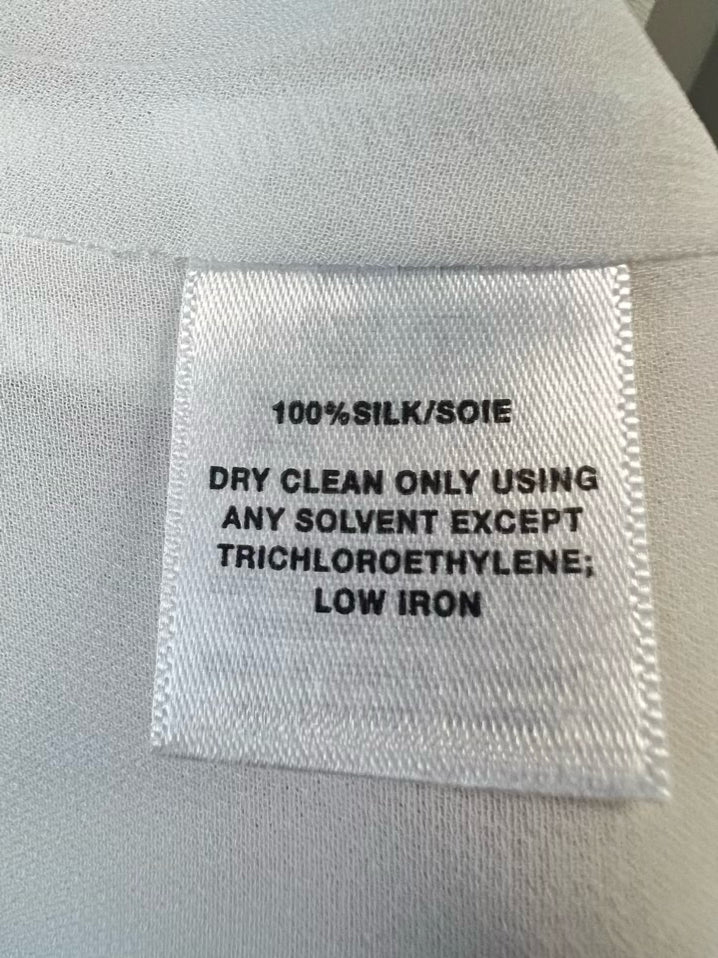 100%SILK/SOIE
DRY CLEAN ONLY USING
ANY SOLVENT EXCEPT
TRICHLOROETHYLENE;
LOW IRON